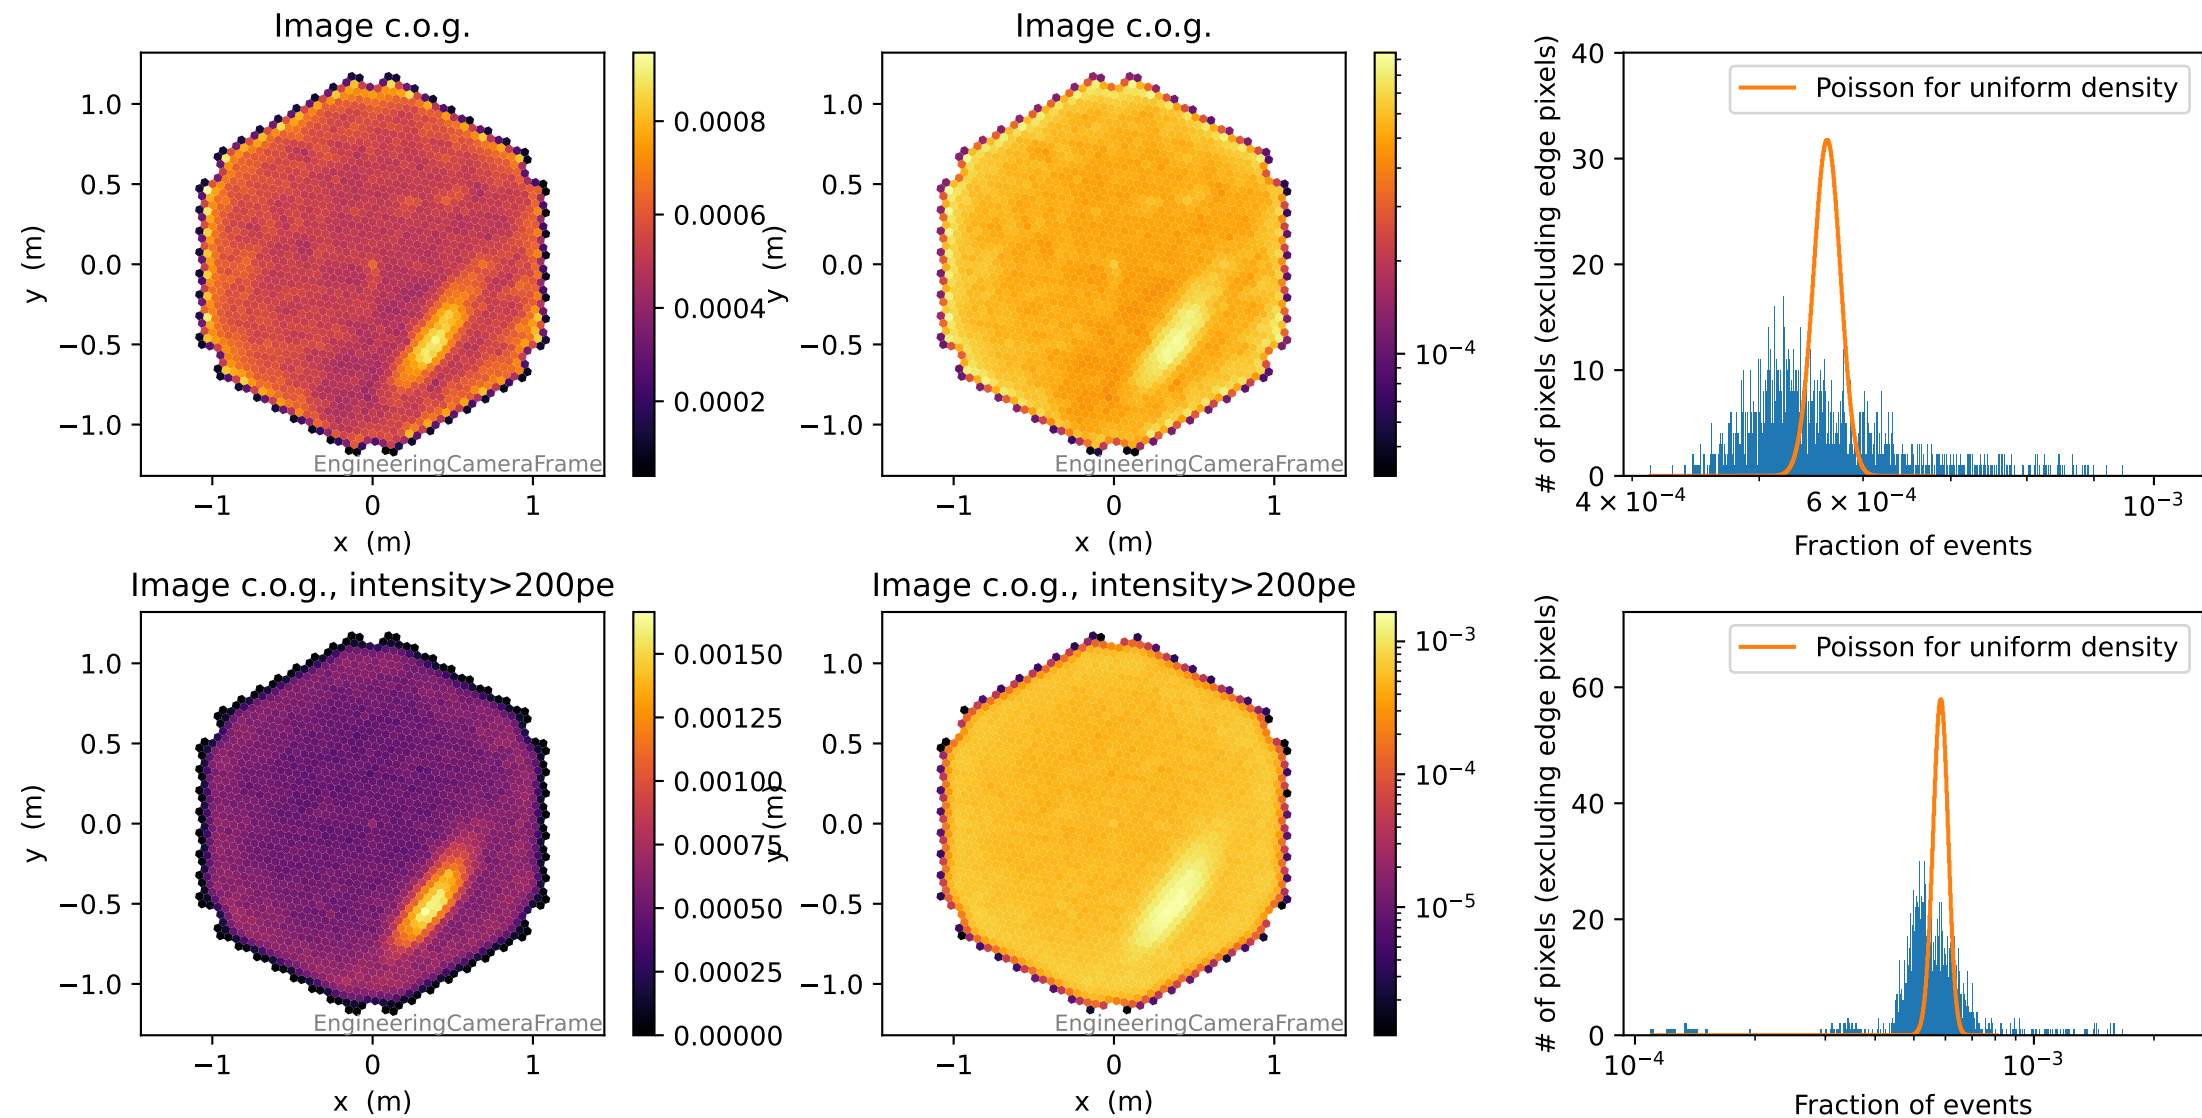 Image c.o.g.
1.0
0.5
0.0
−0.5
−1.0
y (m)
−1
0
1
x (m)
EngineeringCameraFrame
0.0008
0.0006
0.0004
0.0002
Image c.o.g.
1.0
0.5
0.0
−0.5
−1.0
y (m)
−1
0
1
x (m)
EngineeringCameraFrame
10⁻⁴
40
30
20
10
0
# of pixels (excluding edge pixels)
Poisson for uniform density
4 × 10⁻⁴
6 × 10⁻⁴
10⁻³
Fraction of events
Image c.o.g., intensity>200pe
1.0
0.5
0.0
−0.5
−1.0
y (m)
−1
0
1
x (m)
EngineeringCameraFrame
0.00150
0.00125
0.00100
0.00075
0.00050
0.00025
0.00000
Image c.o.g., intensity>200pe
1.0
0.5
0.0
−0.5
−1.0
y (m)
−1
0
1
x (m)
EngineeringCameraFrame
10⁻³
10⁻⁴
10⁻⁵
60
40
20
0
# of pixels (excluding edge pixels)
Poisson for uniform density
10⁻⁴
10⁻³
Fraction of events